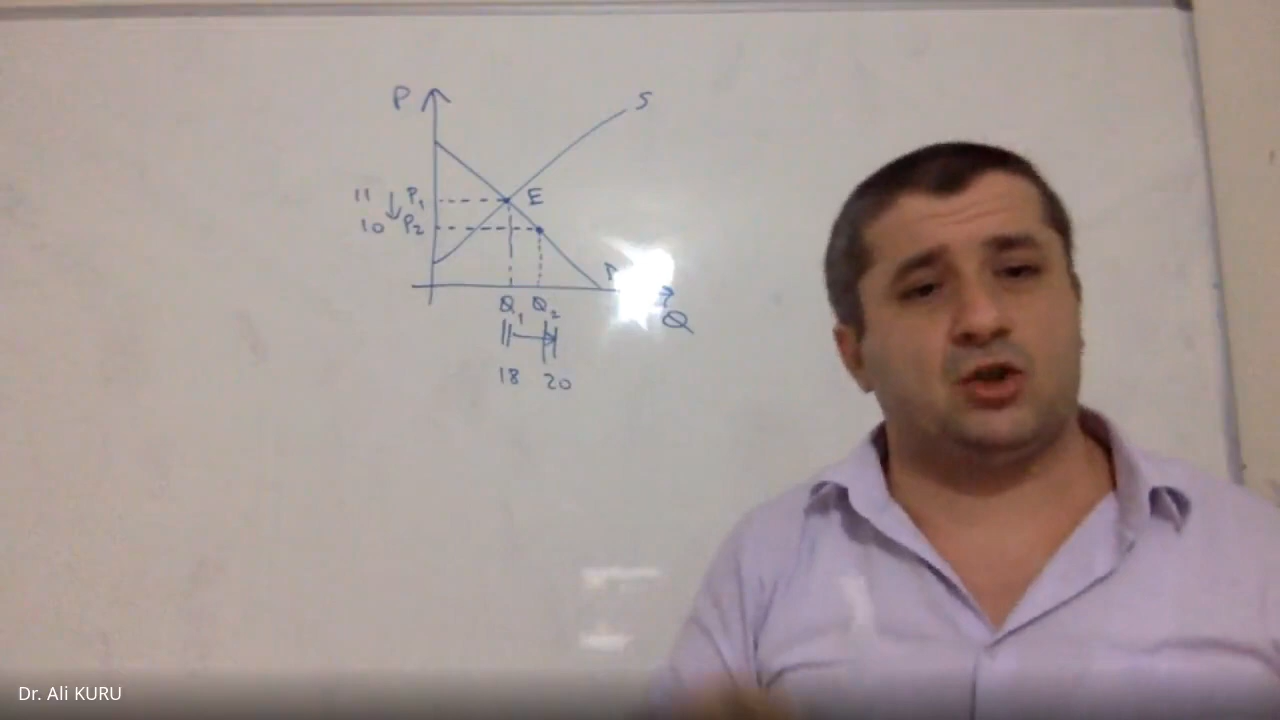 P
S
11 P₁ E
10 P₂
D
Q₁ Q₂
Q
18 20
Dr. Ali KURU